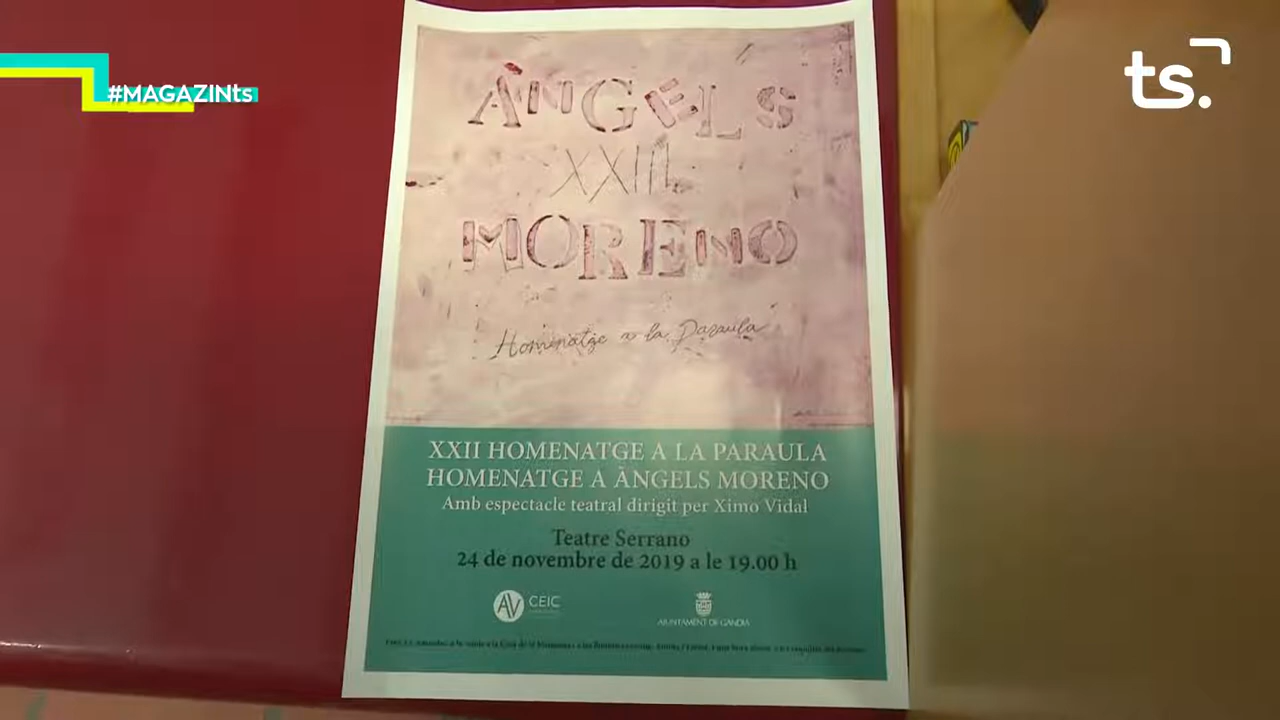 #MAGAZINts
ts.
ÀNGELS
XXII
MORENO
Homenatge a la Paraula
XXII HOMENATGE A LA PARAULA
HOMENATGE A ÀNGELS MORENO
Amb espectacle teatral dirigit per Ximo Vidal
Teatre Serrano
24 de novembre de 2019 a le 19.00 h
AV CEIC
AJUNTAMENT DE GANDIA